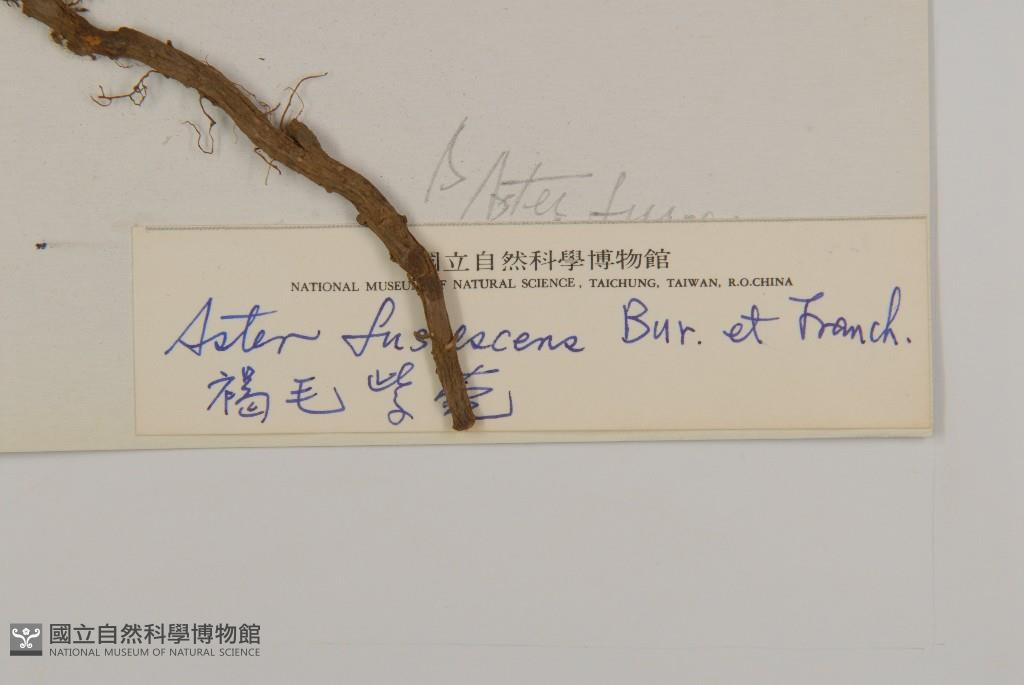 B Aster
國立自然科學博物館
NATIONAL MUSEUM OF NATURAL SCIENCE, TAICHUNG, TAIWAN, R.O.CHINA
Aster fuscescens Bur. et Franch.
褐毛紫菀
國立自然科學博物館
NATIONAL MUSEUM OF NATURAL SCIENCE